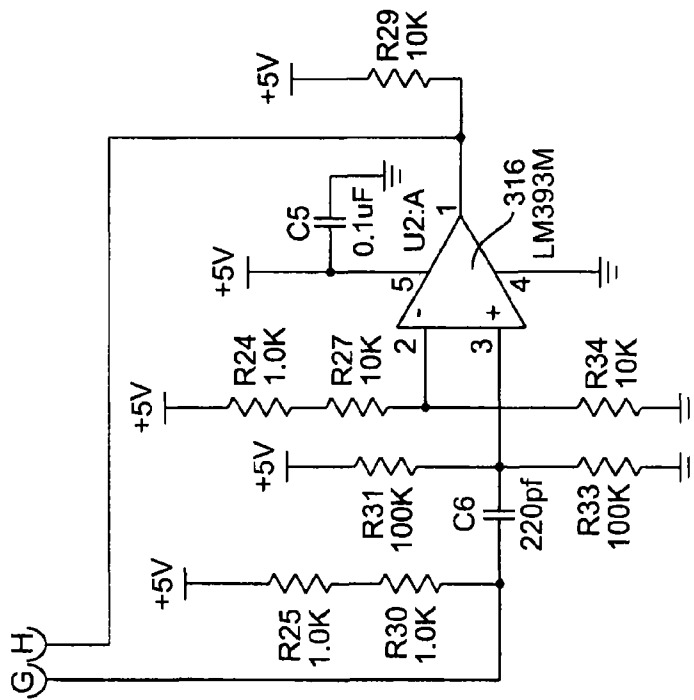 G
H
+5V
R25
1.0K
R30
1.0K
+5V
R24
1.0K
R27
10K
+5V
R31
100K
C6
220pf
R33
100K
R34
10K
+5V
C5
0.1uF
U2:A
2
3
-
+
5
4
1
316
LM393M
+5V
R29
10K